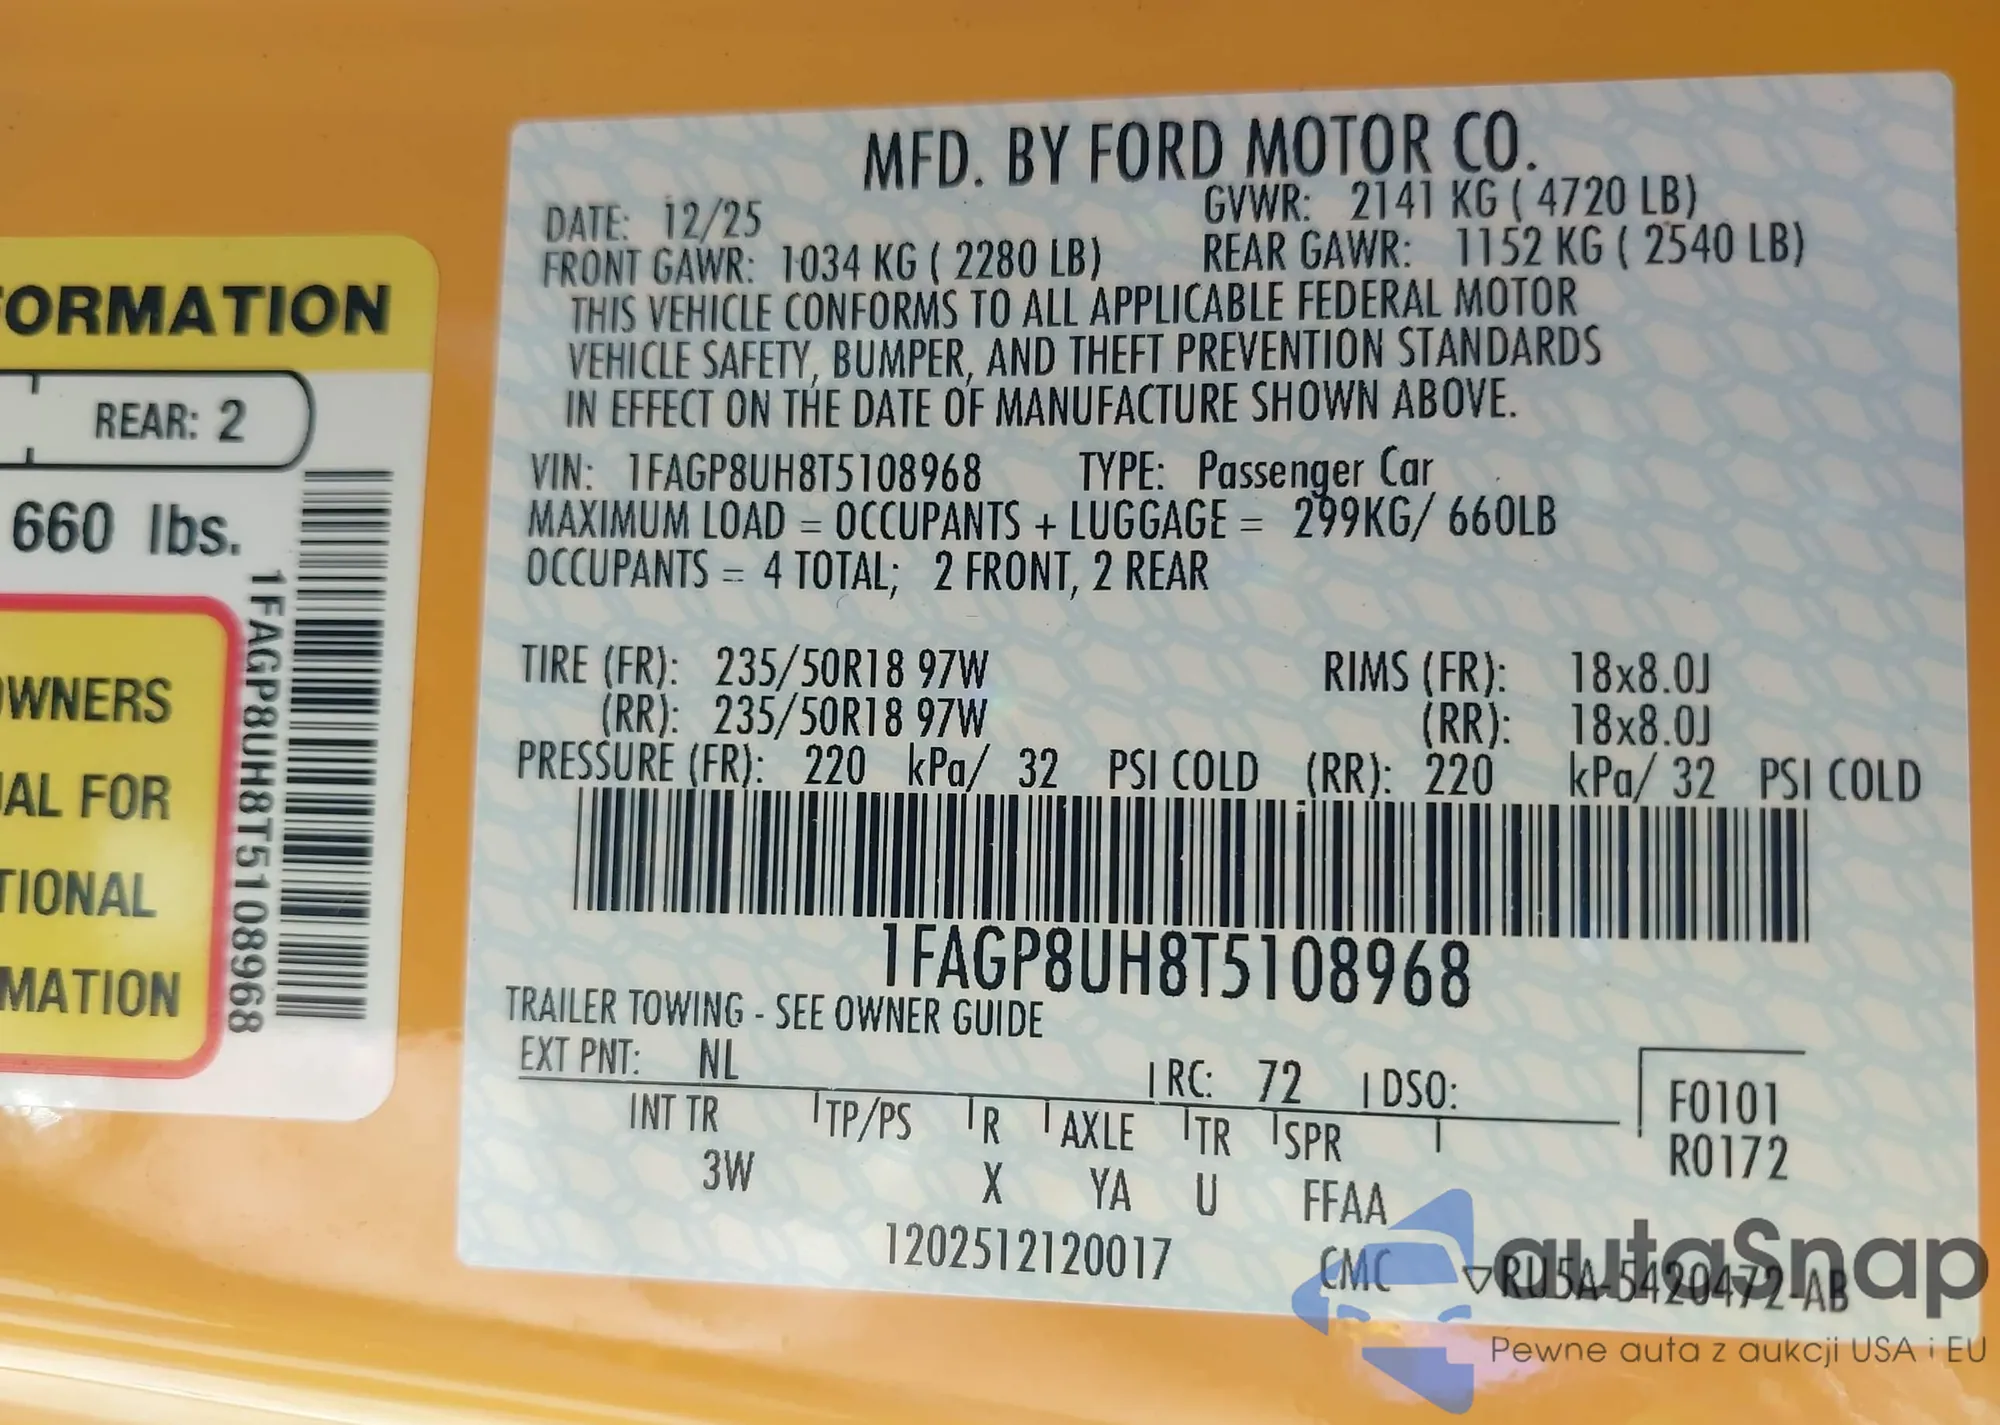 FORMATION
REAR: 2
660 lbs.
OWNERS
FOR
MATION
1FAGP8UH8T5108968
MFD. BY FORD MOTOR CO.
DATE: 12/25 GVWR: 2141 KG ( 4720 LB)
FRONT GAWR: 1034 KG ( 2280 LB) REAR GAWR: 1152 KG ( 2540 LB)
THIS VEHICLE CONFORMS TO ALL APPLICABLE FEDERAL MOTOR
VEHICLE SAFETY, BUMPER, AND THEFT PREVENTION STANDARDS
IN EFFECT ON THE DATE OF MANUFACTURE SHOWN ABOVE.
VIN: 1FAGP8UH8T5108968 TYPE: Passenger Car
MAXIMUM LOAD = OCCUPANTS + LUGGAGE = 299KG/ 660LB
OCCUPANTS = 4 TOTAL; 2 FRONT, 2 REAR
TIRE (FR): 235/50R18 97W RIMS (FR): 18x8.0J
(RR): 235/50R18 97W (RR): 18x8.0J
PRESSURE (FR): 220 kPa/ 32 PSI COLD (RR): 220 kPa/ 32 PSI COLD
1FAGP8UH8T5108968
TRAILER TOWING - SEE OWNER GUIDE
EXT PNT: NL RC: 72 DSO: F0101
INT TR TP/PS R AXLE TR SPR R0172
3W X YA U FFAA
1202512120017 CMC ▽RU5A-5420472-AB
autaSnap
Pewne auta z aukcji USA i EU